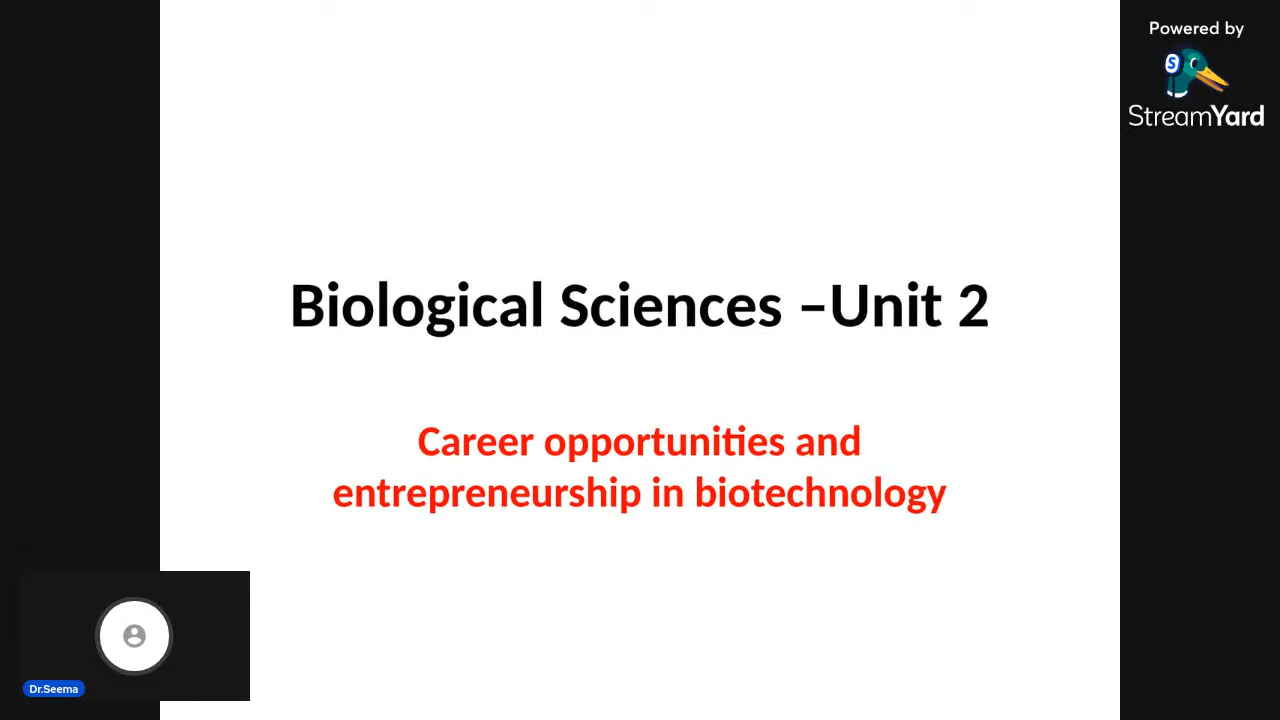 Powered by
S
StreamYard
Biological Sciences –Unit 2
Career opportunities and
entrepreneurship in biotechnology
Dr.Seema